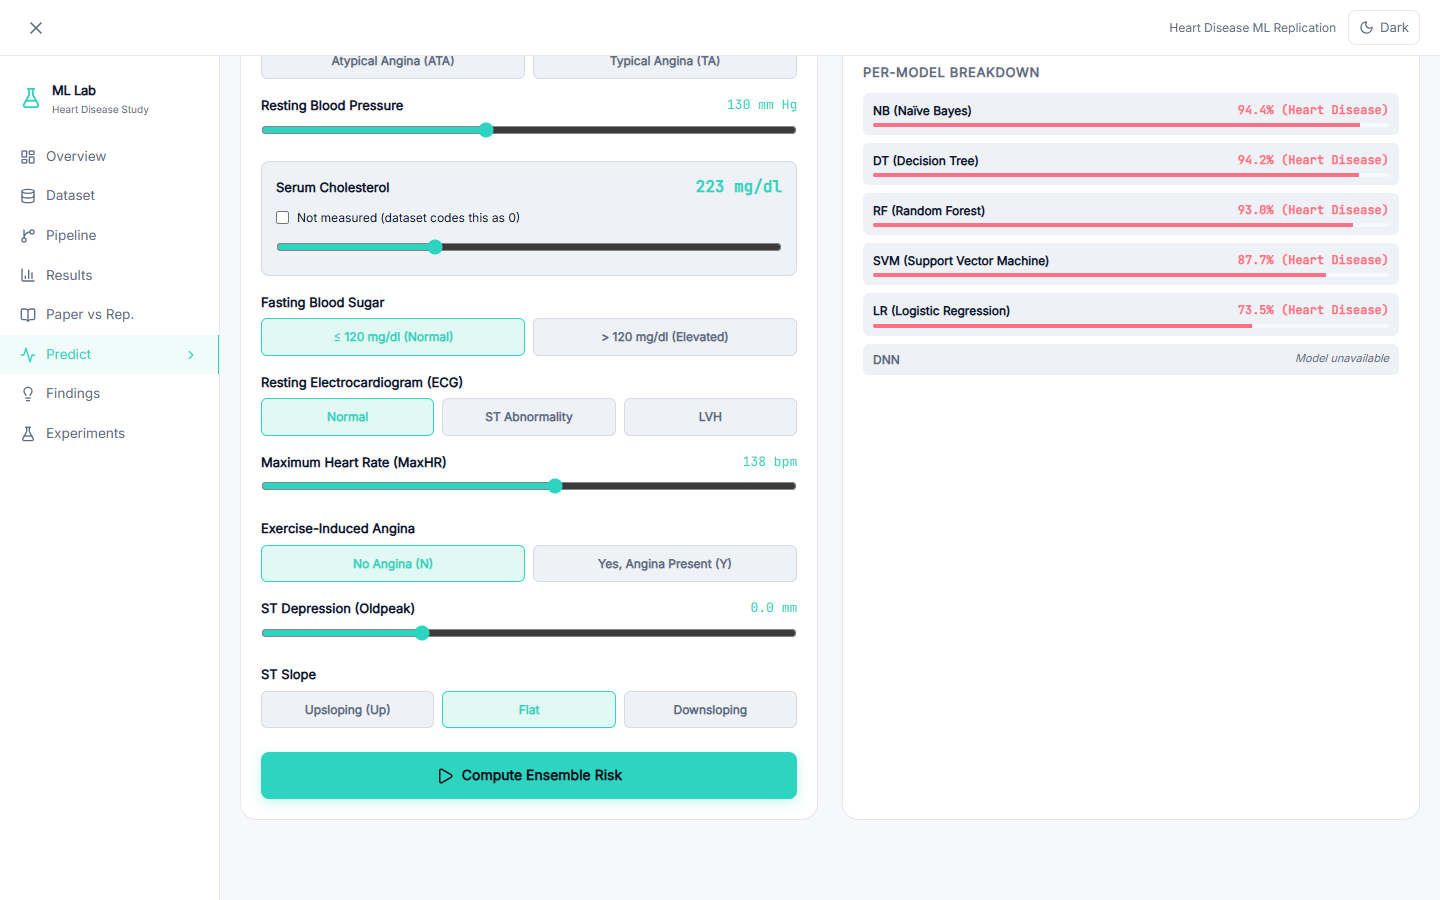 Heart Disease ML Replication
Dark
ML Lab
Heart Disease Study
Overview
Dataset
Pipeline
Results
Paper vs Rep.
Predict
Findings
Experiments
Atypical Angina (ATA)
Typical Angina (TA)
Resting Blood Pressure
130 mm Hg
Serum Cholesterol
223 mg/dl
Not measured (dataset codes this as 0)
Fasting Blood Sugar
≤ 120 mg/dl (Normal)
> 120 mg/dl (Elevated)
Resting Electrocardiogram (ECG)
Normal
ST Abnormality
LVH
Maximum Heart Rate (MaxHR)
138 bpm
Exercise-Induced Angina
No Angina (N)
Yes, Angina Present (Y)
ST Depression (Oldpeak)
0.0 mm
ST Slope
Upsloping (Up)
Flat
Downsloping
Compute Ensemble Risk
PER-MODEL BREAKDOWN
NB (Naïve Bayes)
94.4% (Heart Disease)
DT (Decision Tree)
94.2% (Heart Disease)
RF (Random Forest)
93.0% (Heart Disease)
SVM (Support Vector Machine)
87.7% (Heart Disease)
LR (Logistic Regression)
73.5% (Heart Disease)
DNN
Model unavailable